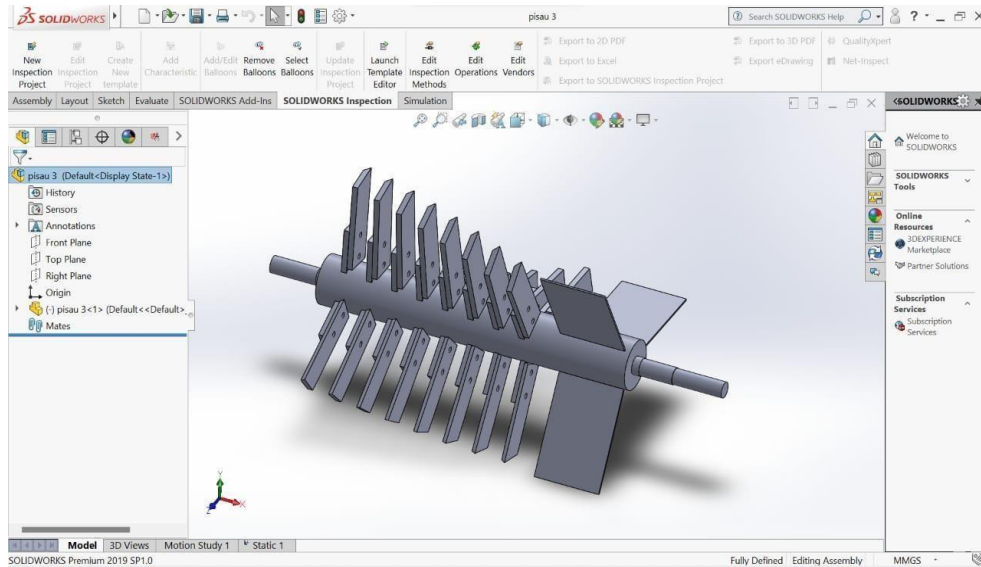 SOLIDWORKS
pisau 3
Search SOLIDWORKS Help
New Inspection Project
Edit Inspection Project
Create New template
Add Characteristic
Add/Edit Balloons
Remove Balloons
Select Balloons
Update Inspection Project
Launch Template Editor
Edit Inspection Methods
Edit Operations
Edit Vendors
Export to 2D PDF
Export to Excel
Export to SOLIDWORKS Inspection Project
Export to 3D PDF
Export eDrawing
QualityXpert
Net-Inspect
Assembly Layout Sketch Evaluate SOLIDWORKS Add-Ins SOLIDWORKS Inspection Simulation
pisau 3 (Default<Display State-1>)
History
Sensors
Annotations
Front Plane
Top Plane
Right Plane
Origin
(-) pisau 3<1> (Default<<Default>
Mates
SOLIDWORKS
Welcome to
SOLIDWORKS
SOLIDWORKS
Tools
Online
Resources
3DEXPERIENCE
Marketplace
Partner Solutions
Subscription
Services
Subscription
Services
Y
X
Z
Model 3D Views Motion Study 1 Static 1
SOLIDWORKS Premium 2019 SP1.0
Fully Defined Editing Assembly MMGS